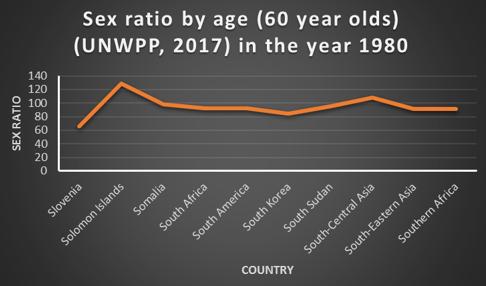 Sex ratio by age (60 year olds)
(UNWPP, 2017) in the year 1980
SEX RATIO
140
120
100
80
60
40
20
0
Slovenia
Solomon Islands
Somalia
South Africa
South America
South Korea
South Sudan
South-Central Asia
South-Eastern Asia
Southern Africa
COUNTRY